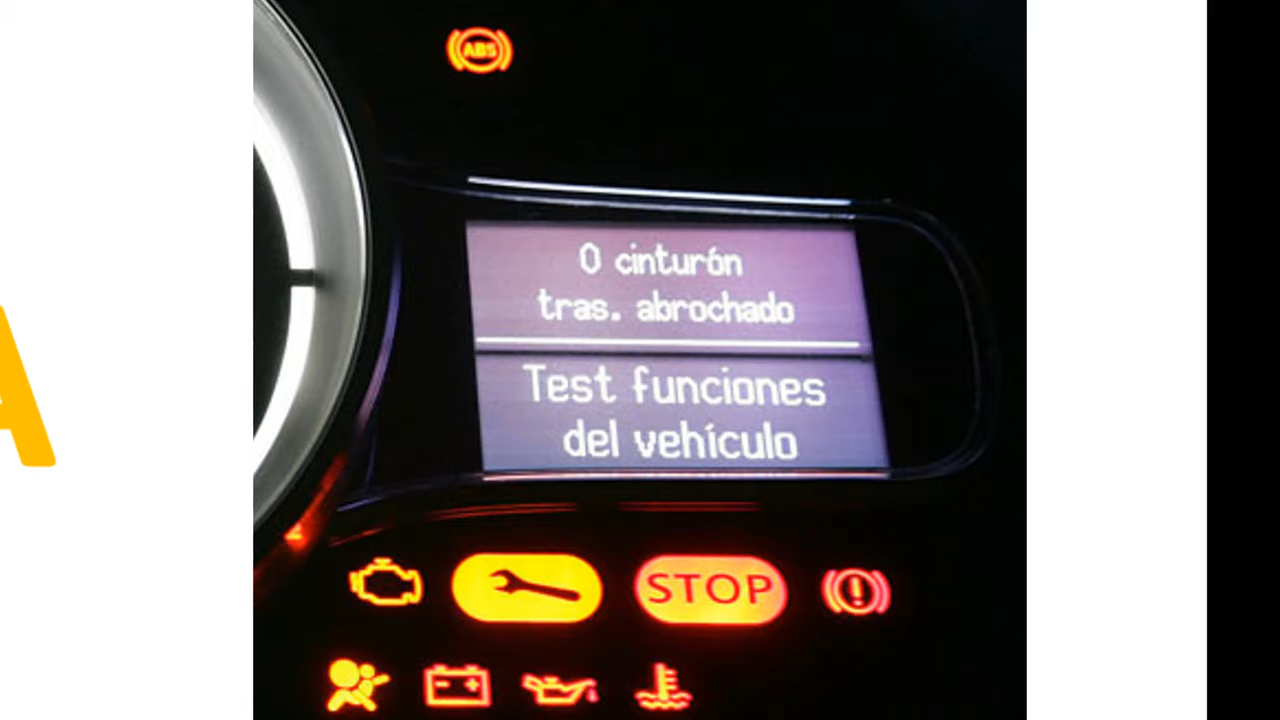 ABS
0 cinturón
tras. abrochado
Test funciones
del vehículo
STOP
A